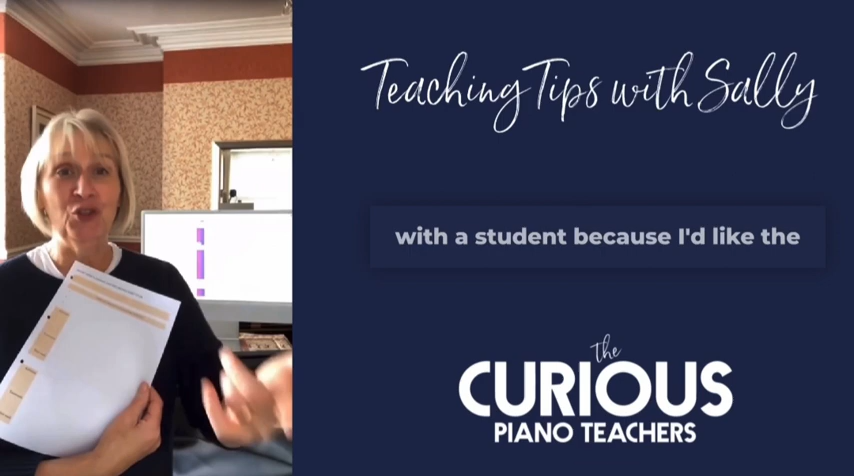 Teaching Tips with Sally
with a student because I'd like the
the
CURIOUS
PIANO TEACHERS